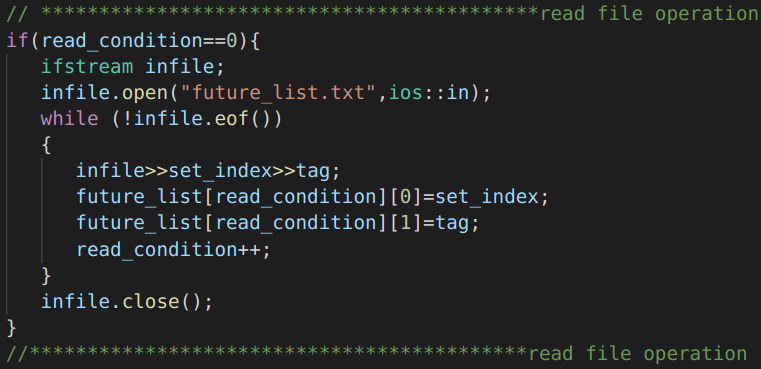 // *******************************************read file operation
if(read_condition==0){
   ifstream infile;
   infile.open("future_list.txt",ios::in);
   while (!infile.eof())
   {
      infile>>set_index>>tag;
      future_list[read_condition][0]=set_index;
      future_list[read_condition][1]=tag;
      read_condition++;
   }
   infile.close();
}
//*******************************************read file operation